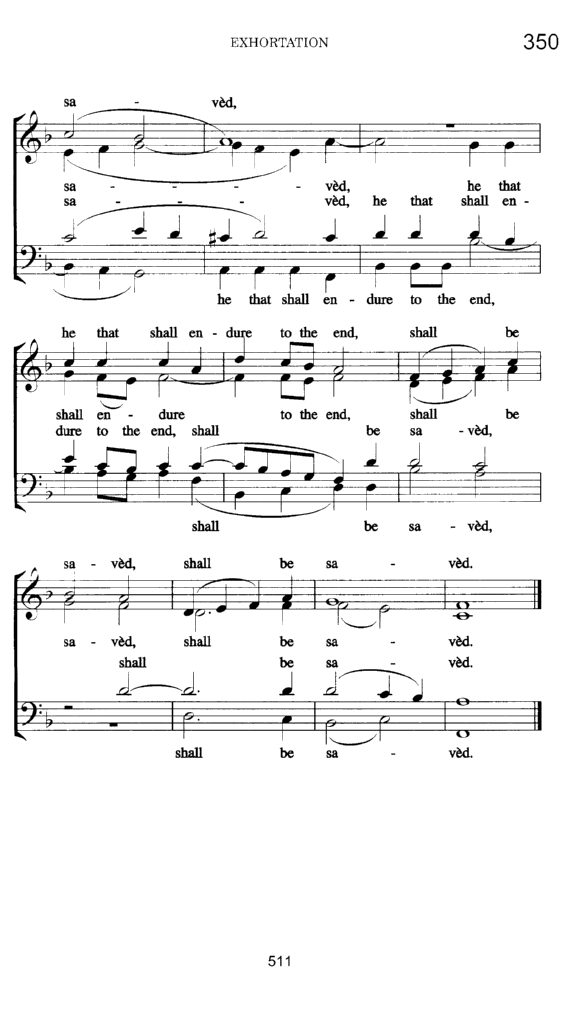 EXHORTATION 350
sa - vèd,
sa - - - - vèd, he that
sa - - - - vèd, he that shall en -
he that shall en - dure to the end,
he that shall en - dure to the end, shall be
shall en - dure to the end, shall be
dure to the end, shall be sa - vèd,
shall be sa - vèd,
sa - vèd, shall be sa - vèd.
sa - vèd, shall be sa - vèd.
shall be sa - vèd.
shall be sa - vèd.
511